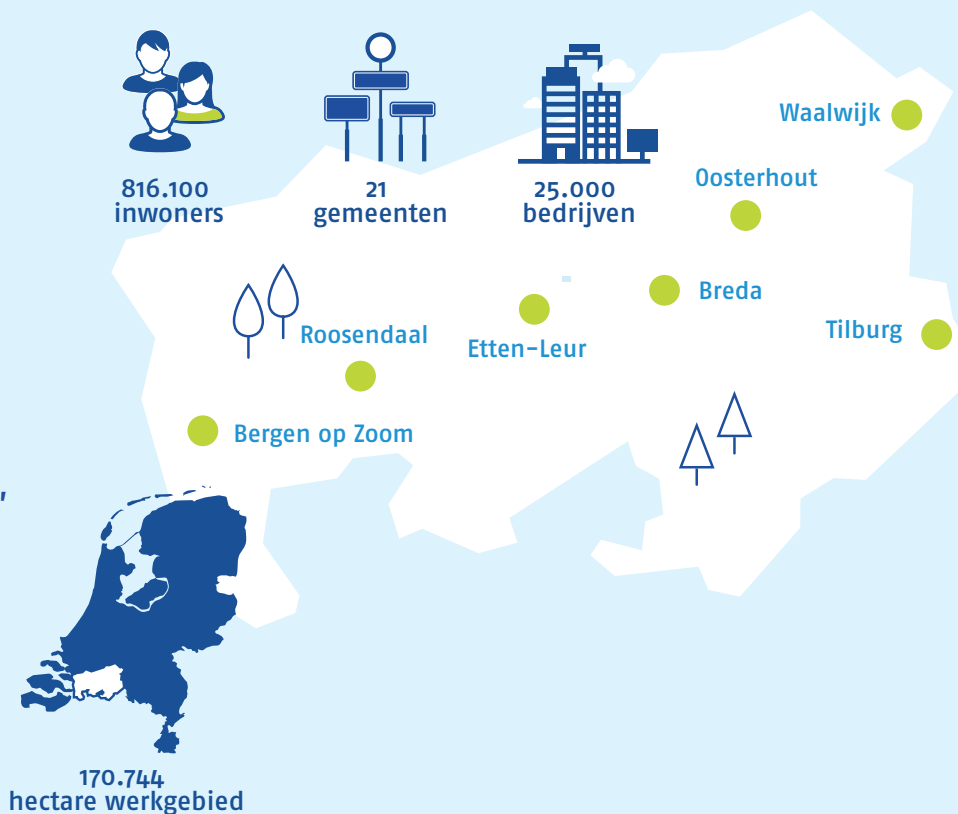 816.100
inwoners
21
gemeenten
25.000
bedrijven
Waalwijk
Oosterhout
Breda
Tilburg
Etten-Leur
Roosendaal
Bergen op Zoom
,
170.744
hectare werkgebied